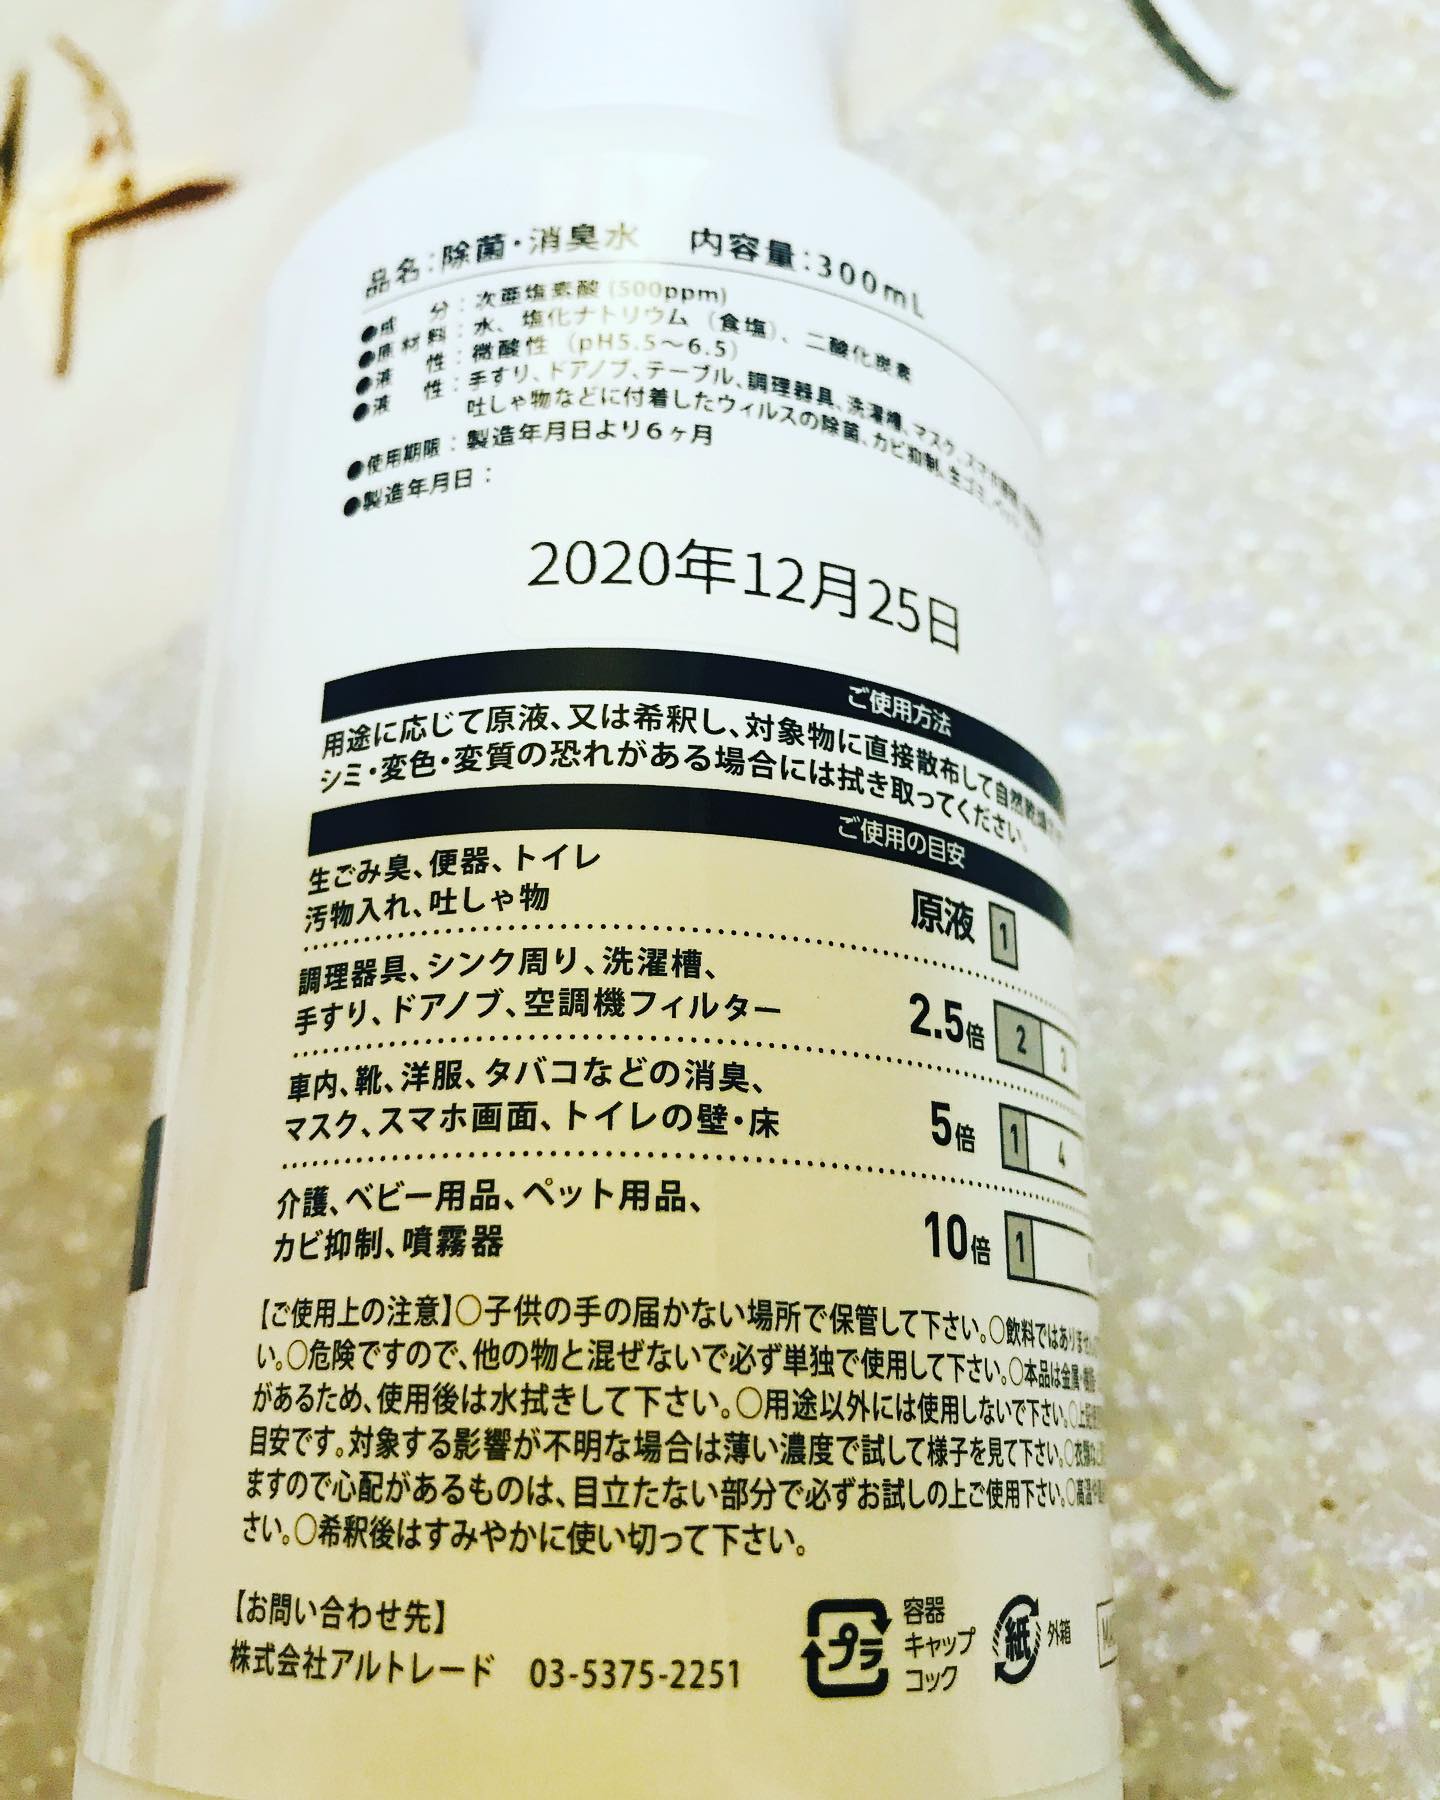 品名:除菌・消臭水 内容量:300mL
●成 分:次亜塩素酸(500ppm)
●原材料:水、塩化ナトリウム(食塩)、二酸化炭素
●液 性:微酸性(pH5.5〜6.5)
●液 性:手すり、ドアノブ、テーブル、調理器具、洗濯槽、マスク、スマホ
吐しゃ物などに付着したウィルスの除菌、カビ抑制、生ゴミ、ペット
●使用期限:製造年月日より6ヶ月
●製造年月日:
2020年12月25日
ご使用方法
用途に応じて原液、又は希釈し、対象物に直接散布して自然乾燥
シミ・変色・変質の恐れがある場合には拭き取ってください。
ご使用の目安
生ごみ臭、便器、トイレ
汚物入れ、吐しゃ物
原液 1
調理器具、シンク周り、洗濯槽、
手すり、ドアノブ、空調機フィルター
2.5倍 2 3
車内、靴、洋服、タバコなどの消臭、
マスク、スマホ画面、トイレの壁・床
5倍 1 4
介護、ベビー用品、ペット用品、
カビ抑制、噴霧器
10倍 1
【ご使用上の注意】○子供の手の届かない場所で保管して下さい。○飲料ではありません
い。○危険ですので、他の物と混ぜないで必ず単独で使用して下さい。○本品は金属
があるため、使用後は水拭きして下さい。○用途以外には使用しないで下さい。○上記
目安です。対象する影響が不明な場合は薄い濃度で試して様子を見て下さい。○衣類
ますので心配があるものは、目立たない部分で必ずお試しの上ご使用下さい。○高温
さい。○希釈後はすみやかに使い切って下さい。
【お問い合わせ先】
株式会社アルトレード 03-5375-2251
プラ
容器
キャップ
コック
紙 外箱